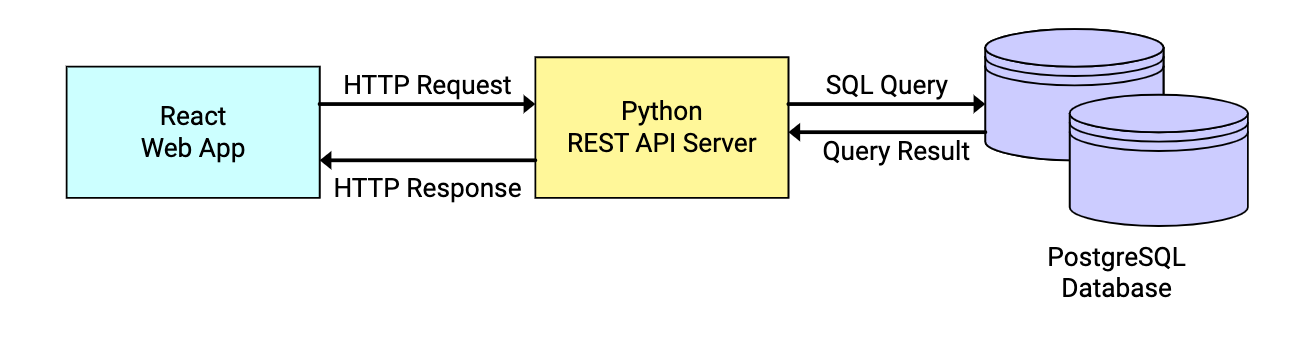 React
Web App
HTTP Request
HTTP Response
Python
REST API Server
SQL Query
Query Result
PostgreSQL
Database